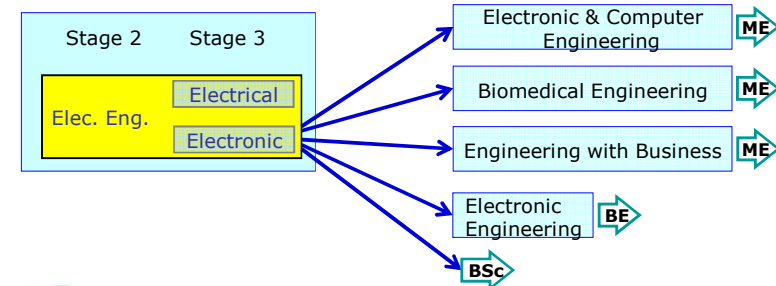 Stage 2
Stage 3
Elec. Eng.
Electrical
Electronic
Electronic & Computer
Engineering
ME
Biomedical Engineering
ME
Engineering with Business
ME
Electronic
Engineering
BE
BSc